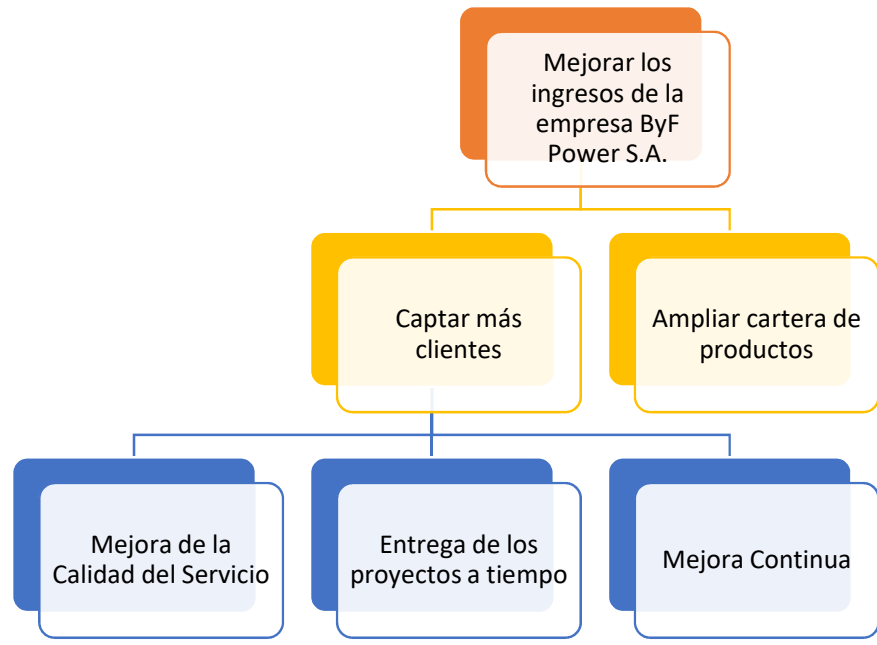 Mejorar los
ingresos de la
empresa ByF
Power S.A.
Captar más
clientes
Ampliar cartera de
productos
Mejora de la
Calidad del Servicio
Entrega de los
proyectos a tiempo
Mejora Continua